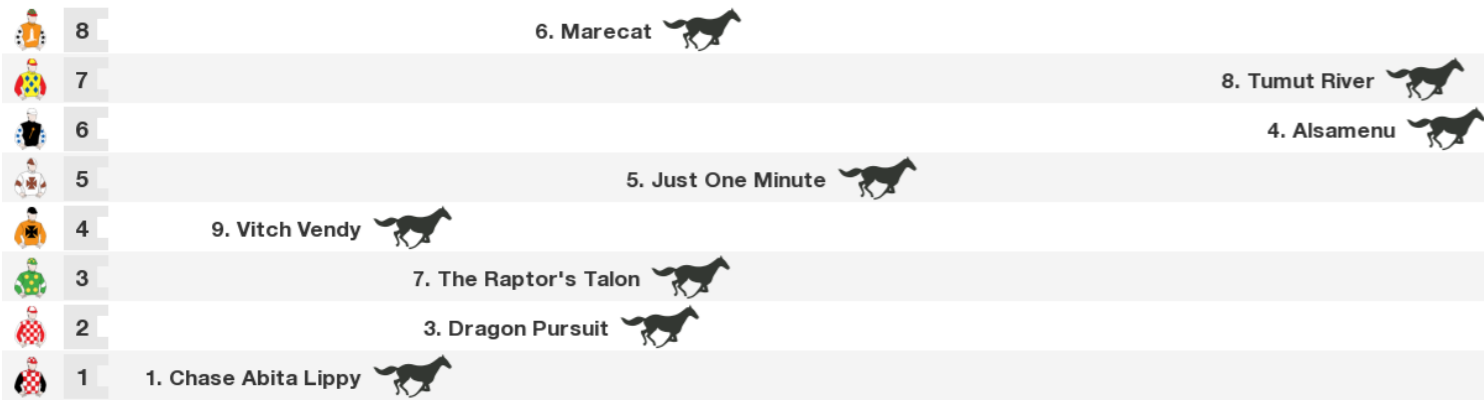 8 6. Marecat
7 8. Tumut River
6 4. Alsamenu
5 5. Just One Minute
4 9. Vitch Vendy
3 7. The Raptor's Talon
2 3. Dragon Pursuit
1 1. Chase Abita Lippy